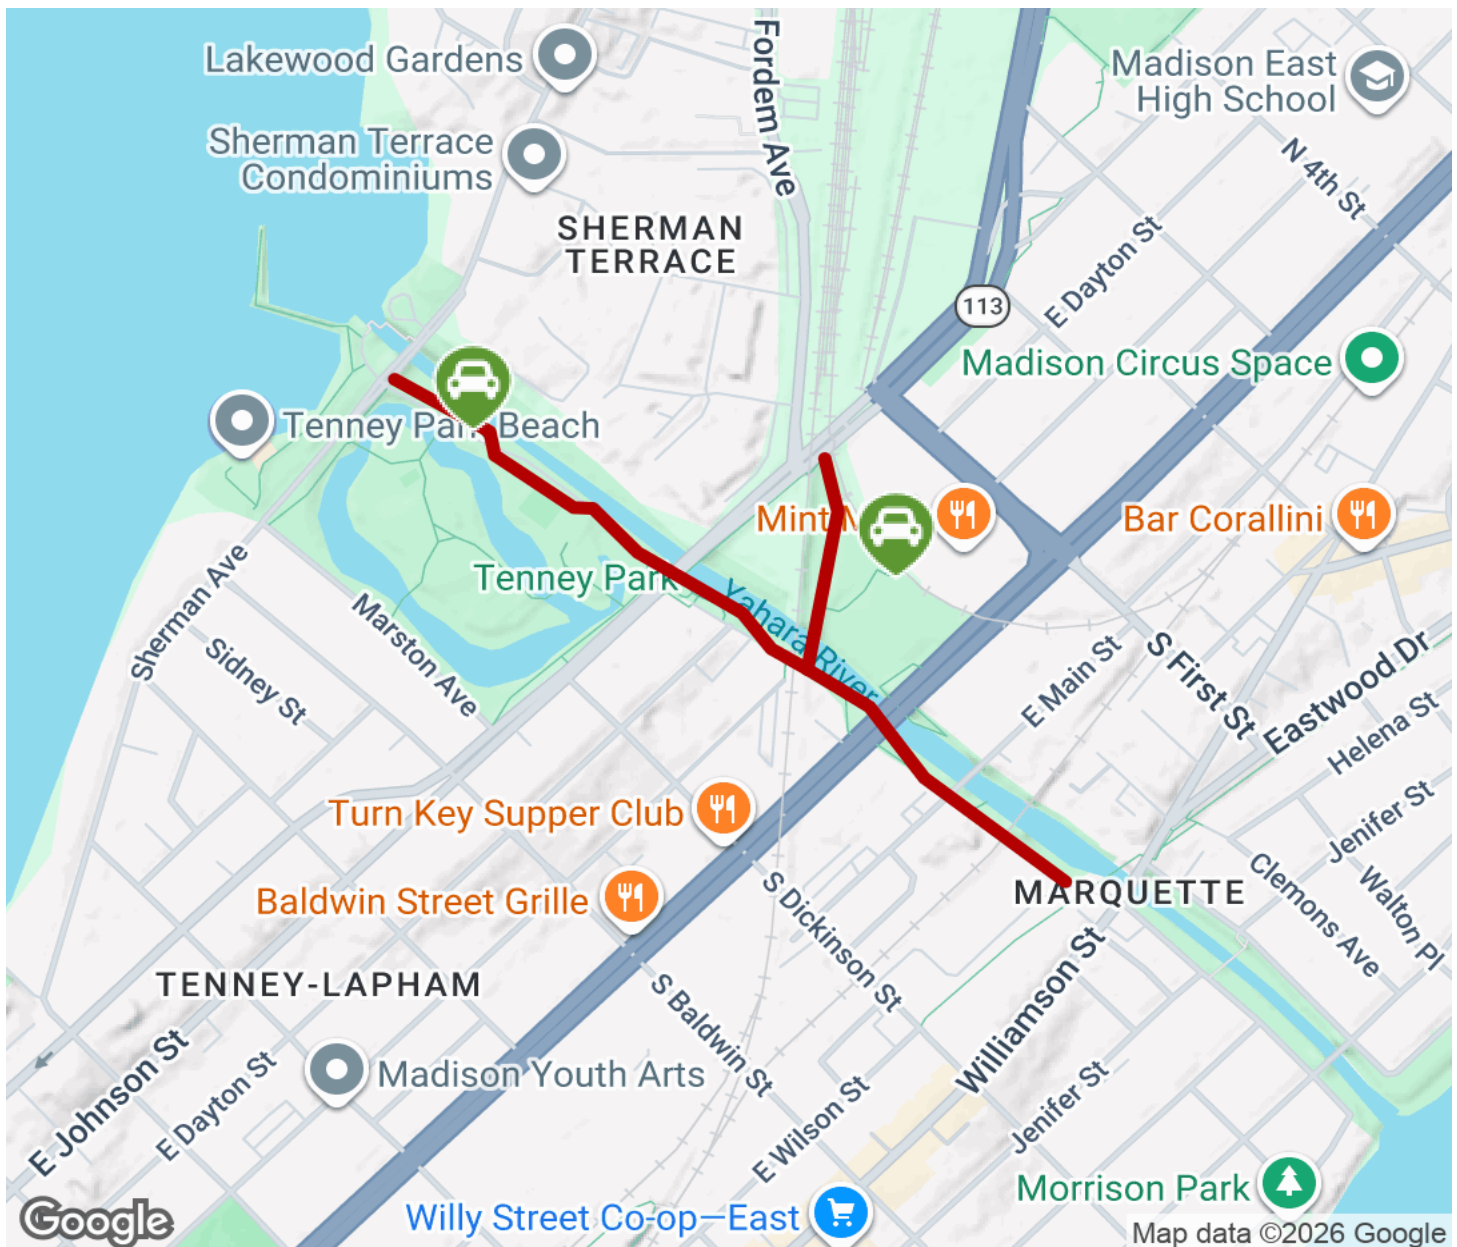 Lakewood Gardens
Fordem Ave
Madison East
High School
Sherman Terrace
Condominiums
N 4th St
SHERMAN
TERRACE
E Dayton St
113
Madison Circus Space
Tenney Park Beach
Mint M
Bar Corallini
Tenney Park
Yahara River
Sherman Ave
Marston Ave
Sidney St
E Main St
S First St
Eastwood Dr
Helena St
Jenifer St
Turn Key Supper Club
Clemons Ave
Walton Pl
MARQUETTE
Baldwin Street Grille
S Dickinson St
TENNEY-LAPHAM
S Baldwin St
Williamson St
E Johnson St
E Dayton St
Madison Youth Arts
E Wilson St
Jenifer St
Morrison Park
Google
Willy Street Co-op—East
Map data ©2026 Google